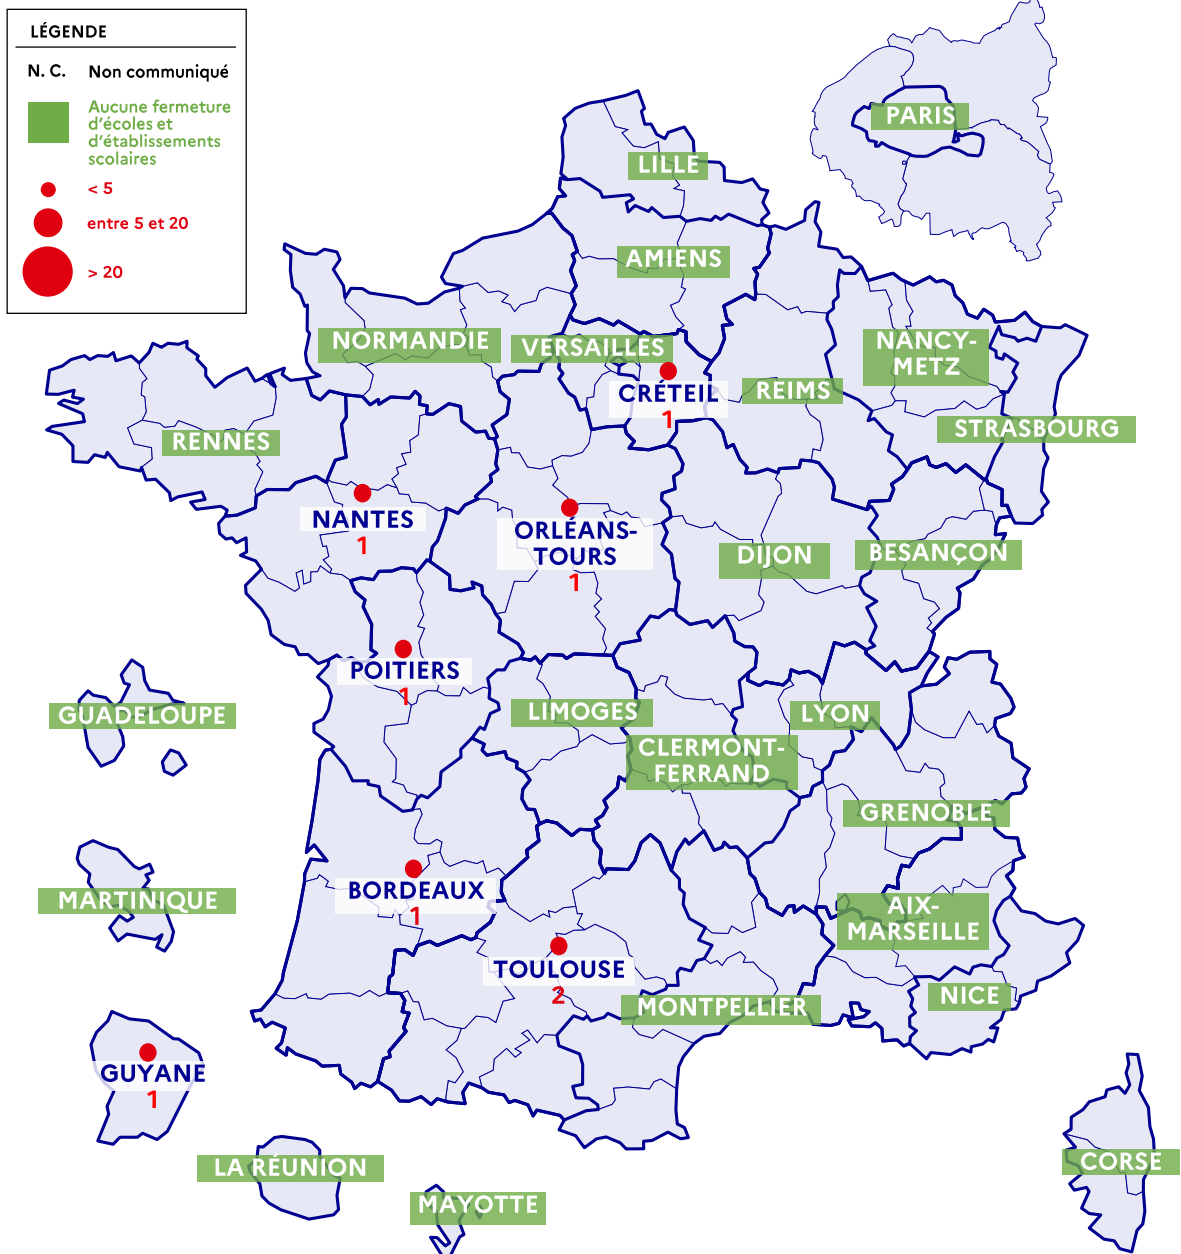 LÉGENDE
N. C. Non communiqué
Aucune fermeture
d'écoles et
d'établissements
scolaires
< 5
entre 5 et 20
> 20
PARIS
LILLE
AMIENS
NORMANDIE
VERSAILLES
NANCY-
METZ
CRÉTEIL
1
REIMS
STRASBOURG
RENNES
NANTES
1
ORLÉANS-
TOURS
1
DIJON
BESANÇON
POITIERS
1
GUADELOUPE
LIMOGES
LYON
CLERMONT-
FERRAND
GRENOBLE
MARTINIQUE
BORDEAUX
1
AIX-
MARSEILLE
TOULOUSE
2
MONTPELLIER
NICE
GUYANE
1
LA RÉUNION
MAYOTTE
CORSE